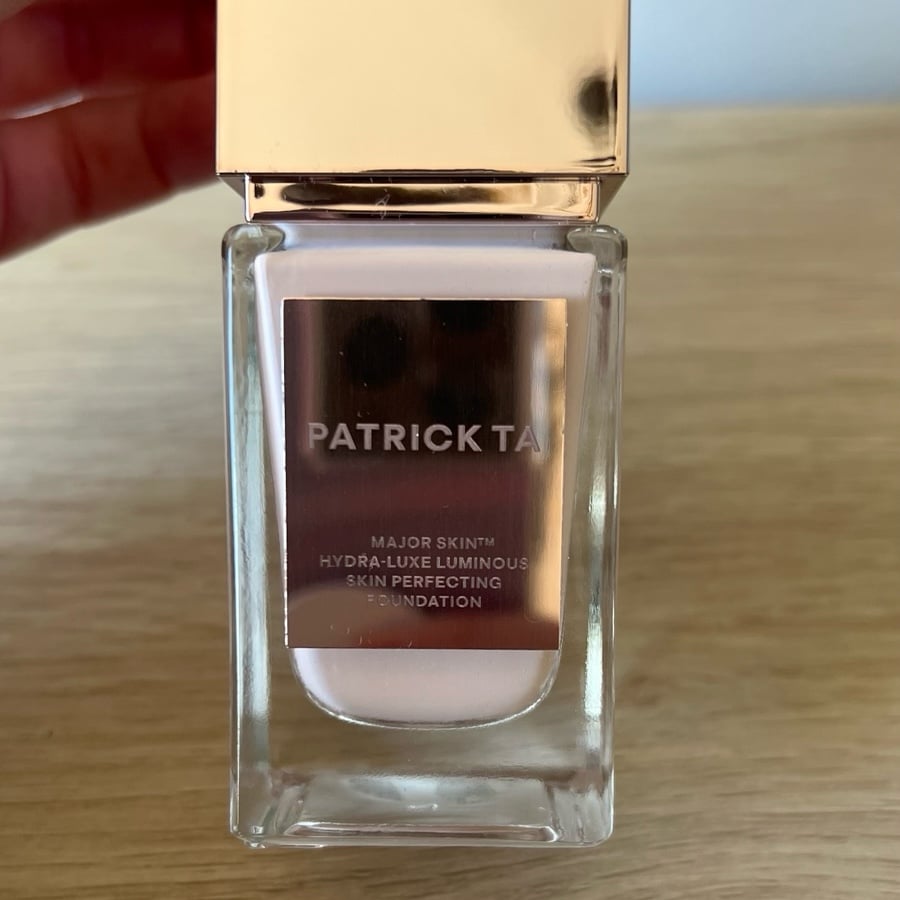 PATRICK TA
MAJOR SKIN™
HYDRA-LUXE LUMINOUS
SKIN PERFECTING
FOUNDATION